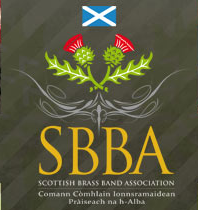 SBBA
SCOTTISH BRASS BAND ASSOCIATION
Comann Còmhlain Ionnsramaidean
Pràiseach na h-Alba